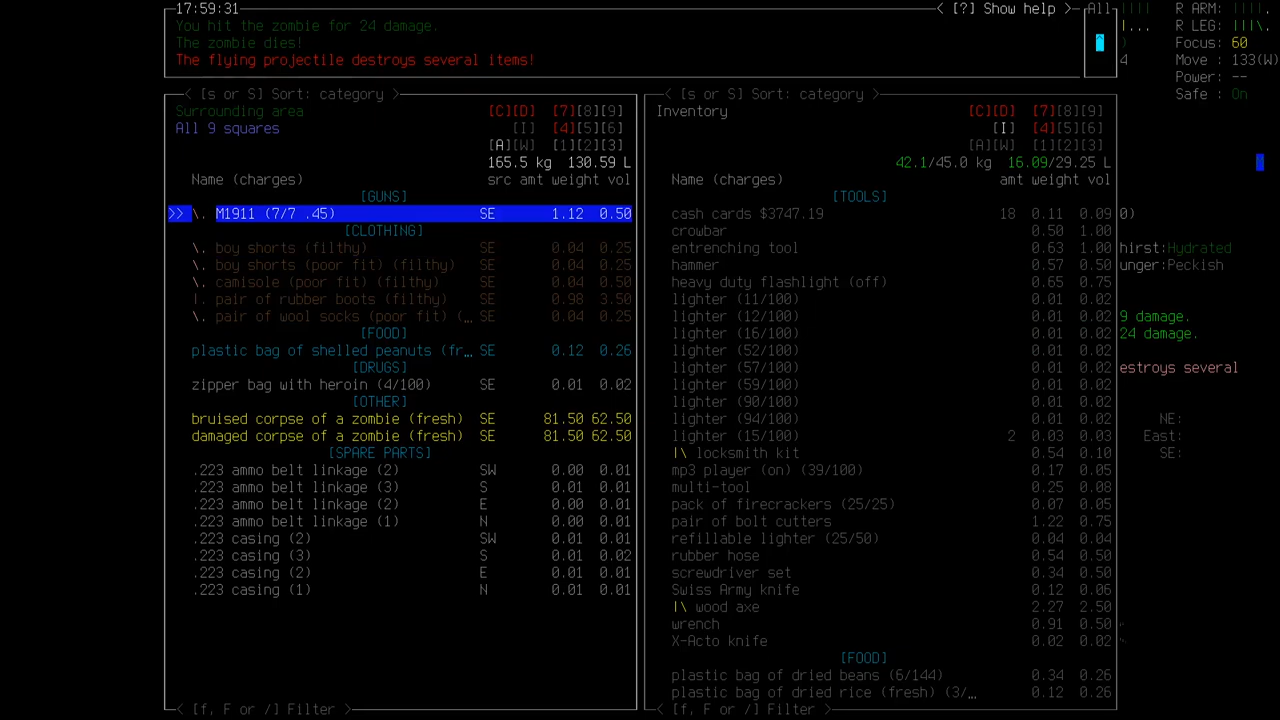 17:59:31 < [?] Show help > All R ARM: ||||.
You hit the zombie for 24 damage. R LEG: |||\.
The zombie dies! Focus: 60
The flying projectile destroys several items! 4 Move : 133(W)
Power: --
Safe : On
< [s or S] Sort: category >
Surrounding area [C][D] [7][8][9]
All 9 squares [I] [4][5][6]
[A][W] [1][2][3]
165.5 kg 130.59 L
Name (charges) src amt weight vol
[GUNS]
>> \. M1911 (7/7 .45) SE 1.12 0.50
[CLOTHING]
\. boy shorts (filthy) SE 0.04 0.25
\. boy shorts (poor fit) (filthy) SE 0.04 0.25
\. camisole (poor fit) (filthy) SE 0.04 0.50
|. pair of rubber boots (filthy) SE 0.98 3.50
\. pair of wool socks (poor fit) (… SE 0.04 0.25
[FOOD]
plastic bag of shelled peanuts (fr… SE 0.12 0.26
[DRUGS]
zipper bag with heroin (4/100) SE 0.01 0.02
[OTHER]
bruised corpse of a zombie (fresh) SE 81.50 62.50
damaged corpse of a zombie (fresh) SE 81.50 62.50
[SPARE PARTS]
.223 ammo belt linkage (2) SW 0.00 0.01
.223 ammo belt linkage (3) S 0.01 0.01
.223 ammo belt linkage (2) E 0.00 0.01
.223 ammo belt linkage (1) N 0.00 0.01
.223 casing (2) SW 0.01 0.01
.223 casing (3) S 0.01 0.02
.223 casing (2) E 0.01 0.01
.223 casing (1) N 0.01 0.01
< [f, F or /] Filter >
< [s or S] Sort: category >
Inventory [C][D] [7][8][9]
[I] [4][5][6]
[A][W] [1][2][3]
42.1/45.0 kg 16.09/29.25 L
Name (charges) amt weight vol
[TOOLS]
cash cards $3747.19 18 0.11 0.09
crowbar 0.50 1.00
entrenching tool 0.63 1.00
hammer 0.57 0.50
heavy duty flashlight (off) 0.65 0.75
lighter (11/100) 0.01 0.02
lighter (12/100) 0.01 0.02
lighter (16/100) 0.01 0.02
lighter (52/100) 0.01 0.02
lighter (57/100) 0.01 0.02
lighter (59/100) 0.01 0.02
lighter (90/100) 0.01 0.02
lighter (94/100) 0.01 0.02
lighter (15/100) 2 0.03 0.03
|\ locksmith kit 0.54 0.10
mp3 player (on) (39/100) 0.17 0.05
multi-tool 0.25 0.08
pack of firecrackers (25/25) 0.07 0.05
pair of bolt cutters 1.22 0.75
refillable lighter (25/50) 0.04 0.04
rubber hose 0.54 0.50
screwdriver set 0.34 0.50
Swiss Army knife 0.12 0.06
|\ wood axe 2.27 2.50
wrench 0.91 0.50
X-Acto knife 0.02 0.02
[FOOD]
plastic bag of dried beans (6/144) 0.34 0.26
plastic bag of dried rice (fresh) (3/… 0.12 0.26
< [f, F or /] Filter >
0)
hirst:Hydrated
unger:Peckish
9 damage.
24 damage.
estroys several
NE:
East:
SE: